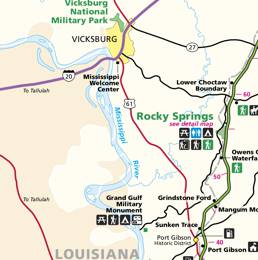 Vicksburg
National
Military Park
VICKSBURG
27
20
Mississippi
Welcome
Center
To Tallulah
Lower Choctaw
Boundary
60
61
Rocky Springs
see detail map
Mississippi
River
Owens C
Waterfa
50
To Tallulah
Grand Gulf
Military
Monument
Grindstone Ford
Mangum Mo
Sunken Trace
Port Gibson
Historic District
40
Port Gibson
LOUISIANA